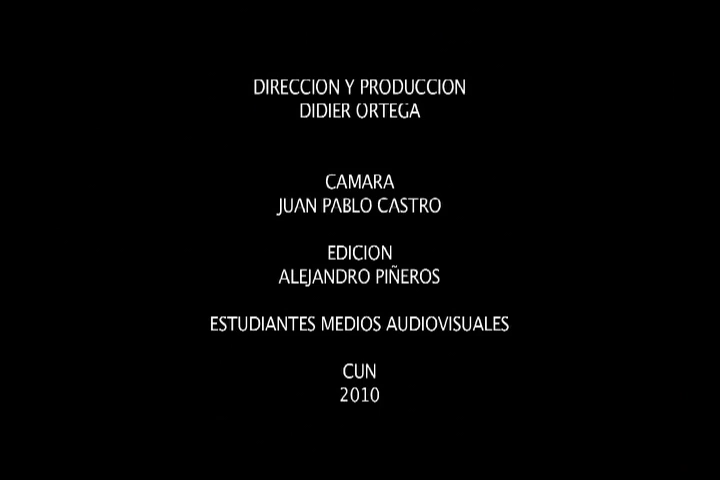 DIRECCION Y PRODUCCION
DIDIER ORTEGA
CAMARA
JUAN PABLO CASTRO
EDICION
ALEJANDRO PIÑEROS
ESTUDIANTES MEDIOS AUDIOVISUALES
CUN
2010